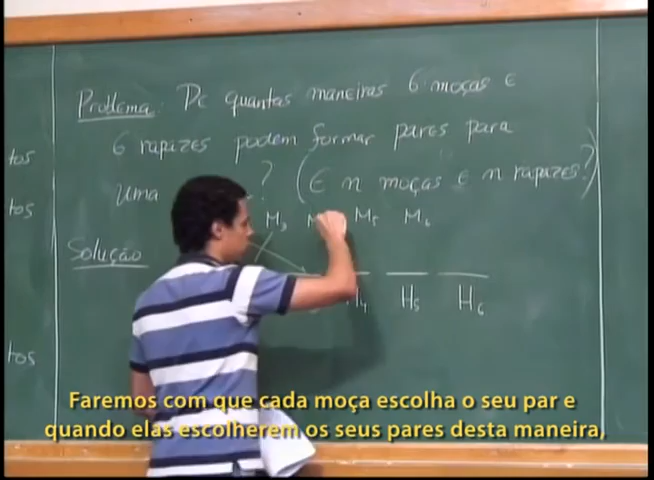 tos
tos
tos
Problema: De quantas maneiras 6 moças e
6 rapazes podem formar pares para
uma ? (E n moças e n rapazes?)
M₃ M M₅ M₆
Solução
H₄ H₅ H₆
Faremos com que cada moça escolha o seu par e
quando elas escolherem os seus pares desta maneira,